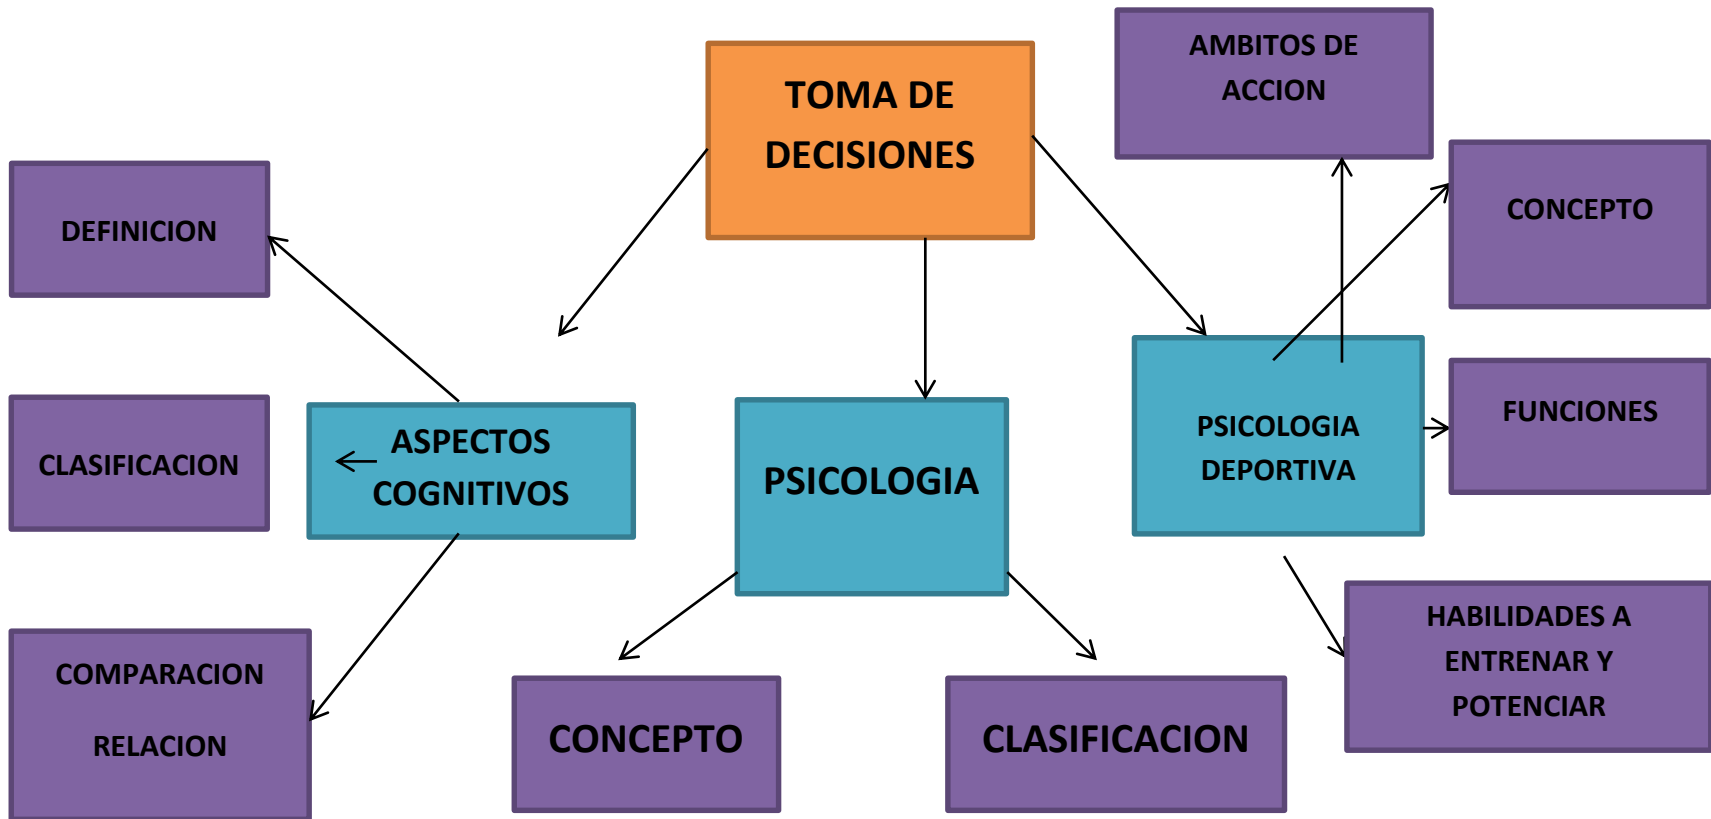 AMBITOS DE
ACCION
TOMA DE
DECISIONES
DEFINICION
CONCEPTO
CLASIFICACION
ASPECTOS
COGNITIVOS
PSICOLOGIA
PSICOLOGIA
DEPORTIVA
FUNCIONES
COMPARACION
RELACION
CONCEPTO
CLASIFICACION
HABILIDADES A
ENTRENAR Y
POTENCIAR